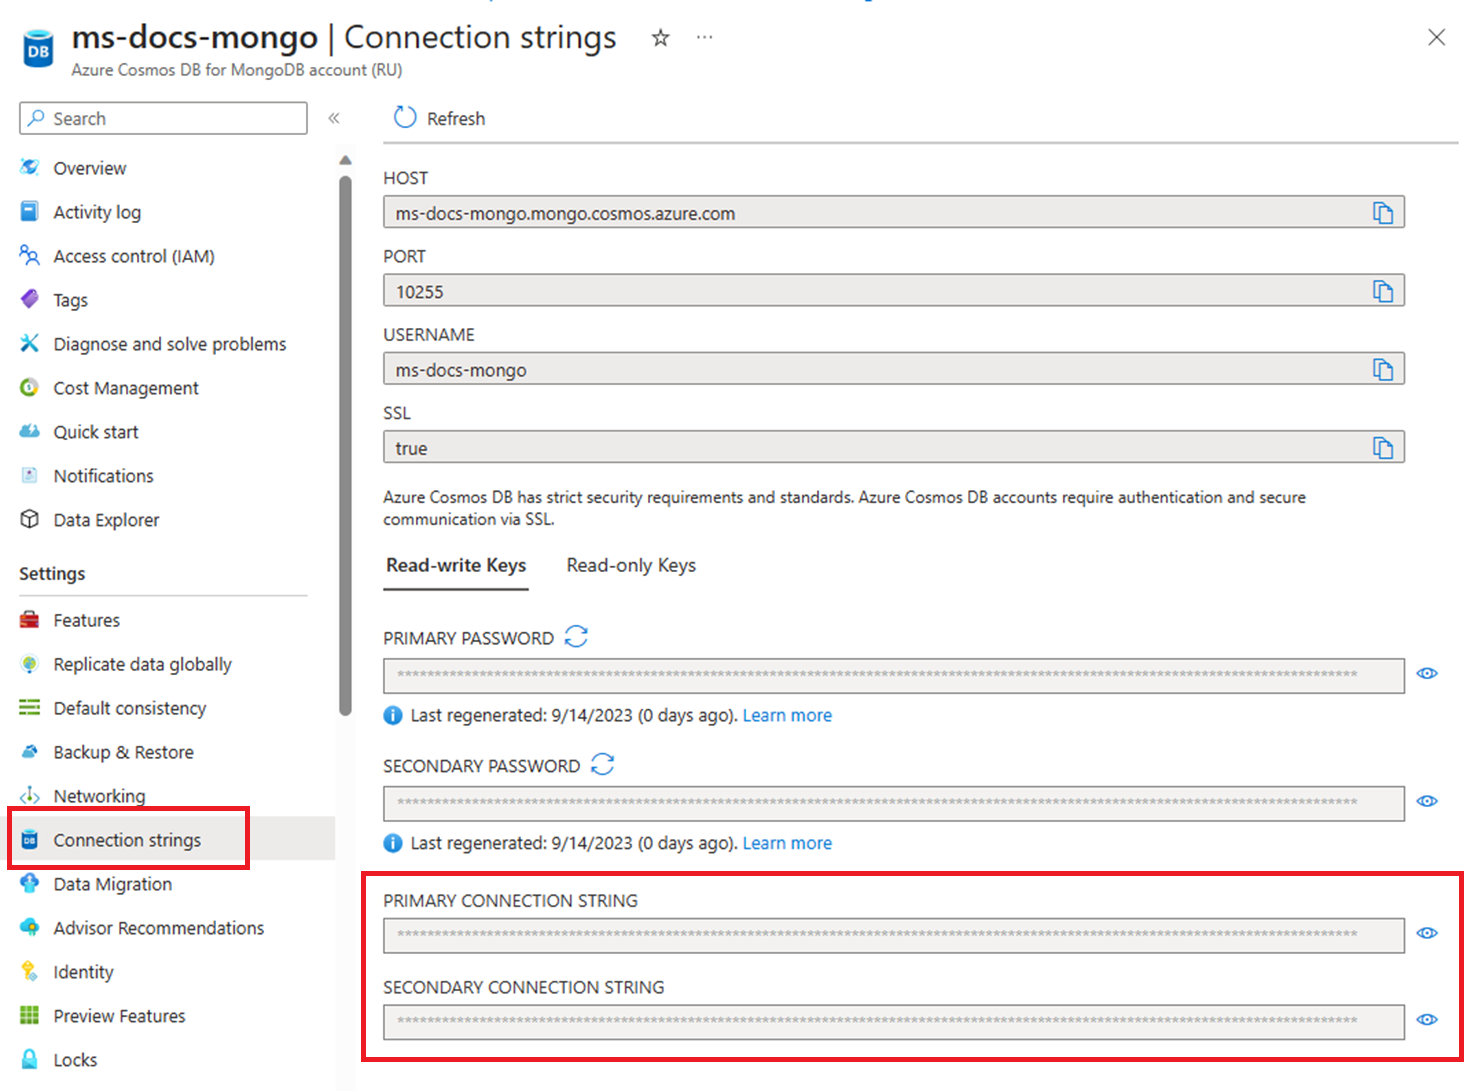 ms-docs-mongo | Connection strings
Azure Cosmos DB for MongoDB account (RU)
Search
Overview
Activity log
Access control (IAM)
Tags
Diagnose and solve problems
Cost Management
Quick start
Notifications
Data Explorer
Settings
Features
Replicate data globally
Default consistency
Backup & Restore
Networking
Connection strings
Data Migration
Advisor Recommendations
Identity
Preview Features
Locks
Refresh
HOST
ms-docs-mongo.mongo.cosmos.azure.com
PORT
10255
USERNAME
ms-docs-mongo
SSL
true
Azure Cosmos DB has strict security requirements and standards. Azure Cosmos DB accounts require authentication and secure
communication via SSL.
Read-write Keys Read-only Keys
PRIMARY PASSWORD
Last regenerated: 9/14/2023 (0 days ago). Learn more
SECONDARY PASSWORD
Last regenerated: 9/14/2023 (0 days ago). Learn more
PRIMARY CONNECTION STRING
SECONDARY CONNECTION STRING